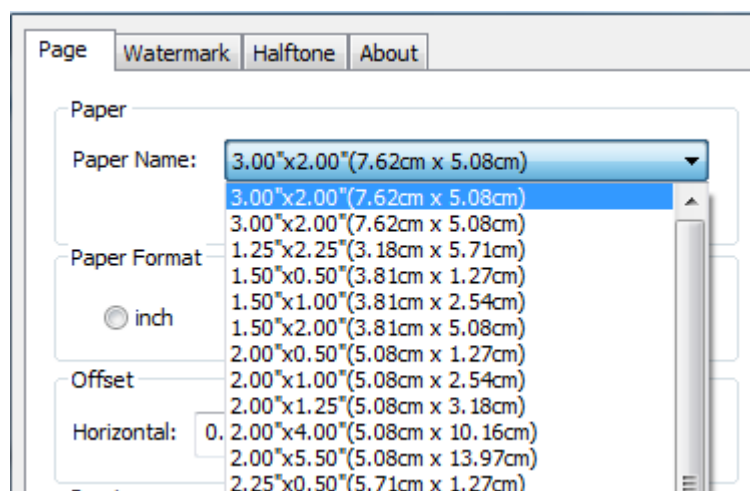 Page Watermark Halftone About
Paper
Paper Name: 3.00"x2.00"(7.62cm x 5.08cm)
3.00"x2.00"(7.62cm x 5.08cm)
3.00"x2.00"(7.62cm x 5.08cm)
Paper Format 1.25"x2.25"(3.18cm x 5.71cm)
1.50"x0.50"(3.81cm x 1.27cm)
inch 1.50"x1.00"(3.81cm x 2.54cm)
1.50"x2.00"(3.81cm x 5.08cm)
2.00"x0.50"(5.08cm x 1.27cm)
Offset 2.00"x1.00"(5.08cm x 2.54cm)
2.00"x1.25"(5.08cm x 3.18cm)
Horizontal: 0. 2.00"x4.00"(5.08cm x 10.16cm)
2.00"x5.50"(5.08cm x 13.97cm)
2.25"x0.50"(5.71cm x 1.27cm)